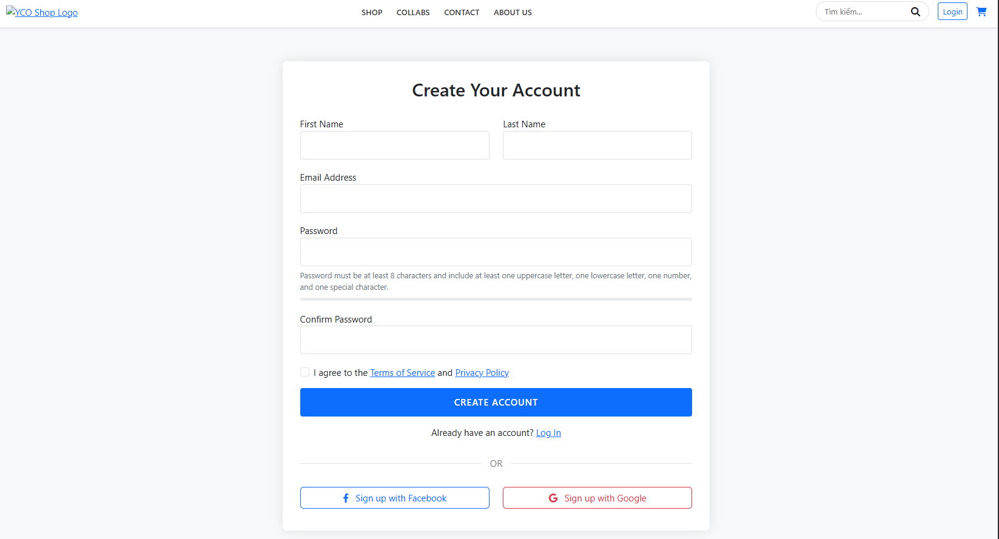 YCO Shop Logo
SHOP COLLABS CONTACT ABOUT US
Tìm kiếm...
Login
Create Your Account
First Name
Last Name
Email Address
Password
Password must be at least 8 characters and include at least one uppercase letter, one lowercase letter, one number,
and one special character.
Confirm Password
I agree to the Terms of Service and Privacy Policy
CREATE ACCOUNT
Already have an account? Log In
OR
Sign up with Facebook
Sign up with Google